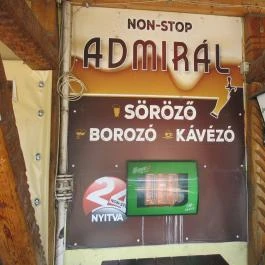 NON-STOP
ADMIRÁL
SÖRÖZŐ
BOROZÓ KÁVÉZÓ
24
NYITVA